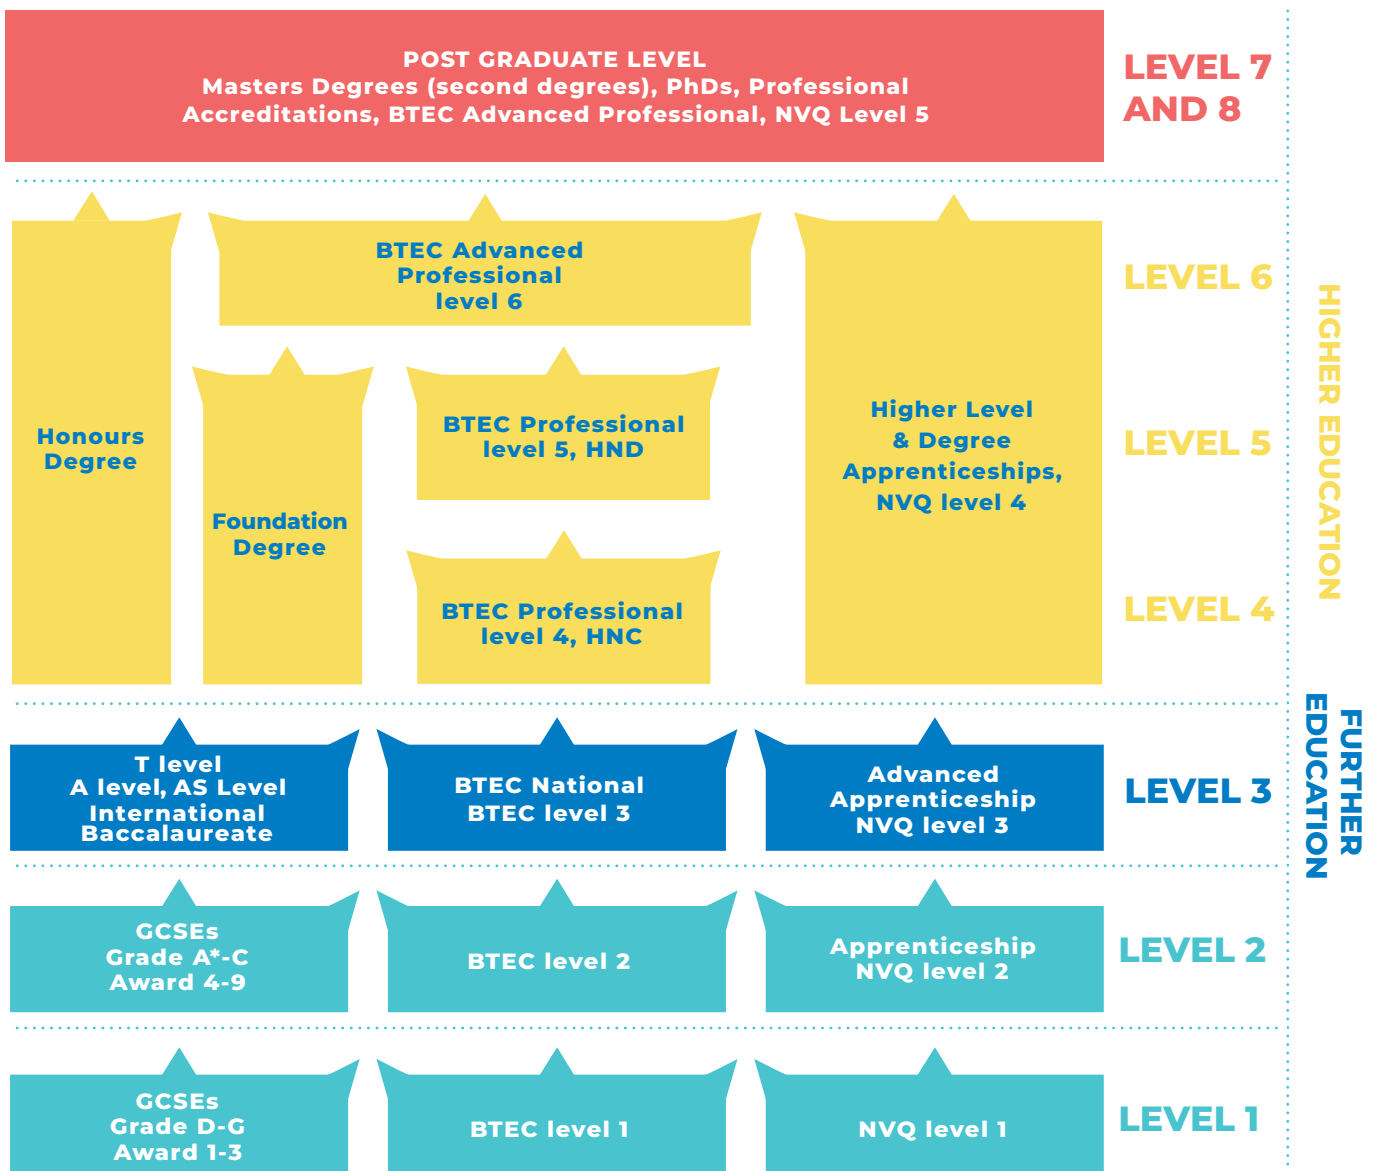 POST GRADUATE LEVEL
Masters Degrees (second degrees), PhDs, Professional
Accreditations, BTEC Advanced Professional, NVQ Level 5
LEVEL 7
AND 8
BTEC Advanced
Professional
level 6
LEVEL 6
Honours
Degree
Foundation
Degree
BTEC Professional
level 5, HND
Higher Level
& Degree
Apprenticeships,
NVQ level 4
LEVEL 5
BTEC Professional
level 4, HNC
LEVEL 4
HIGHER EDUCATION
T level
A level, AS Level
International
Baccalaureate
BTEC National
BTEC level 3
Advanced
Apprenticeship
NVQ level 3
LEVEL 3
FURTHER
EDUCATION
GCSEs
Grade A*-C
Award 4-9
BTEC level 2
Apprenticeship
NVQ level 2
LEVEL 2
GCSEs
Grade D-G
Award 1-3
BTEC level 1
NVQ level 1
LEVEL 1